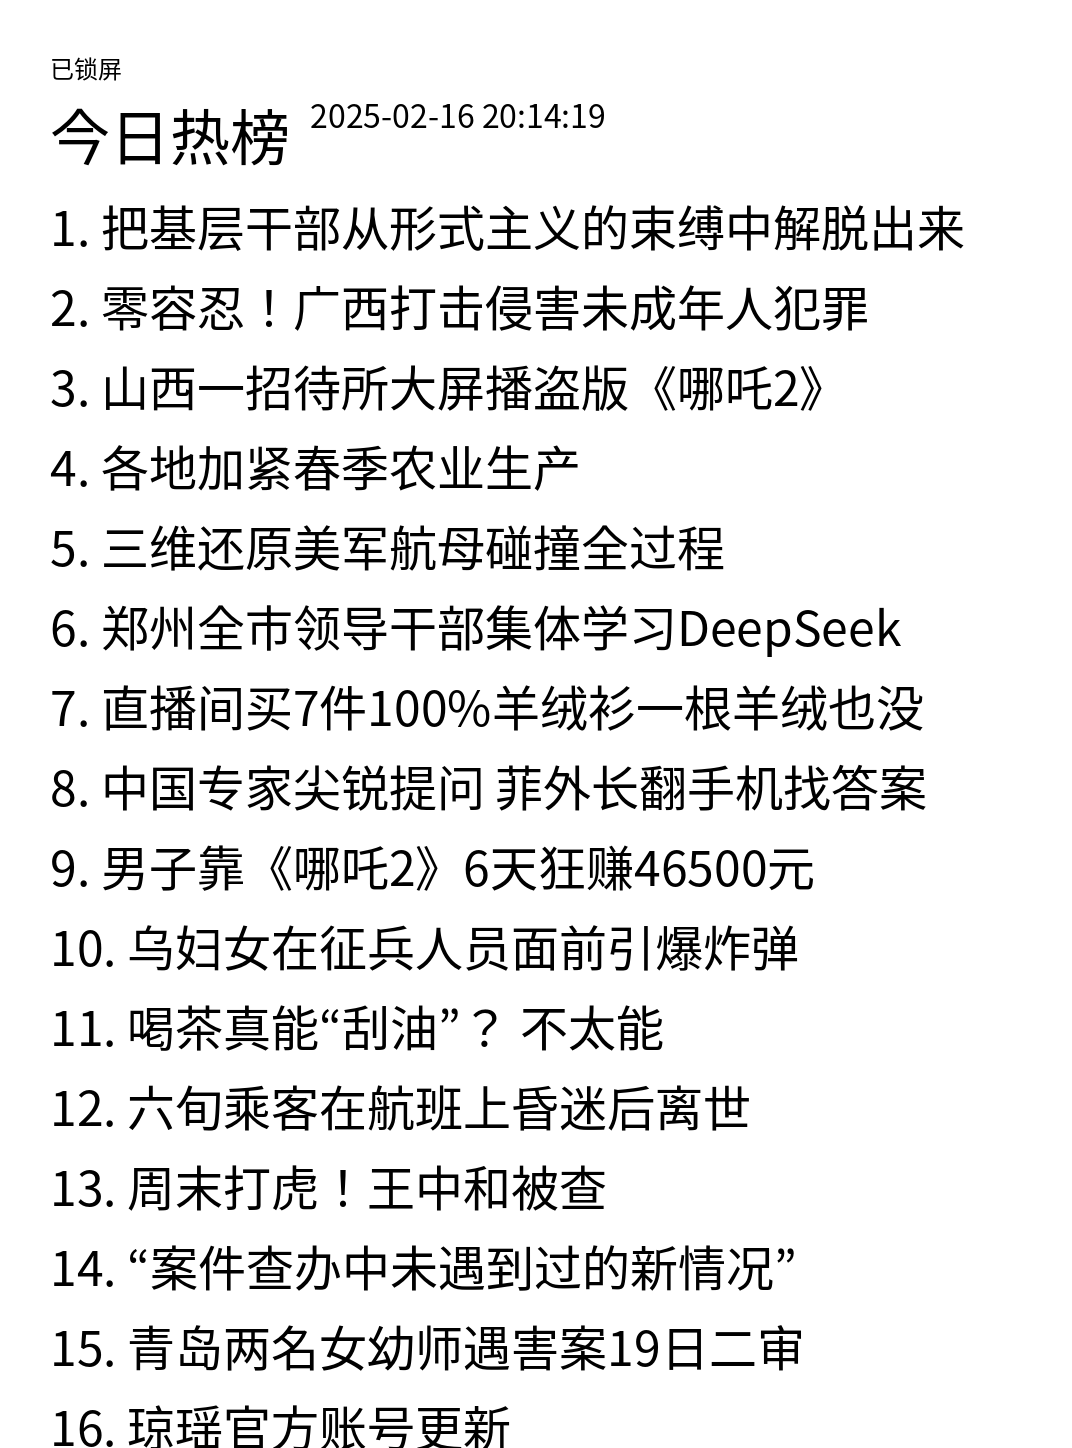 已锁屏
今日热榜 2025-02-16 20:14:19
1. 把基层干部从形式主义的束缚中解脱出来
2. 零容忍！广西打击侵害未成年人犯罪
3. 山西一招待所大屏播盗版《哪吒2》
4. 各地加紧春季农业生产
5. 三维还原美军航母碰撞全过程
6. 郑州全市领导干部集体学习DeepSeek
7. 直播间买7件100%羊绒衫一根羊绒也没
8. 中国专家尖锐提问 菲外长翻手机找答案
9. 男子靠《哪吒2》6天狂赚46500元
10. 乌妇女在征兵人员面前引爆炸弹
11. 喝茶真能“刮油”？ 不太能
12. 六旬乘客在航班上昏迷后离世
13. 周末打虎！王中和被查
14. “案件查办中未遇到过的新情况”
15. 青岛两名女幼师遇害案19日二审
16. 琼瑶官方账号更新